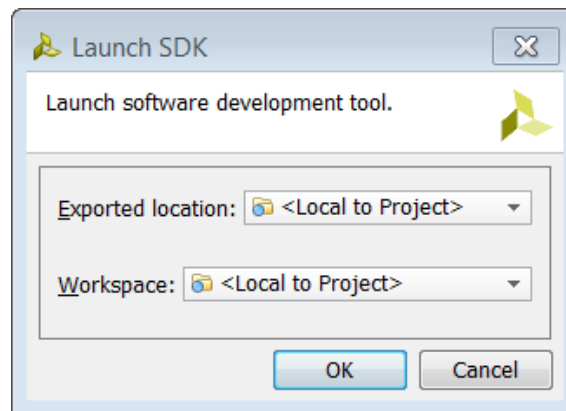 Launch SDK
Launch software development tool.
Exported location: <Local to Project>
Workspace: <Local to Project>
OK Cancel